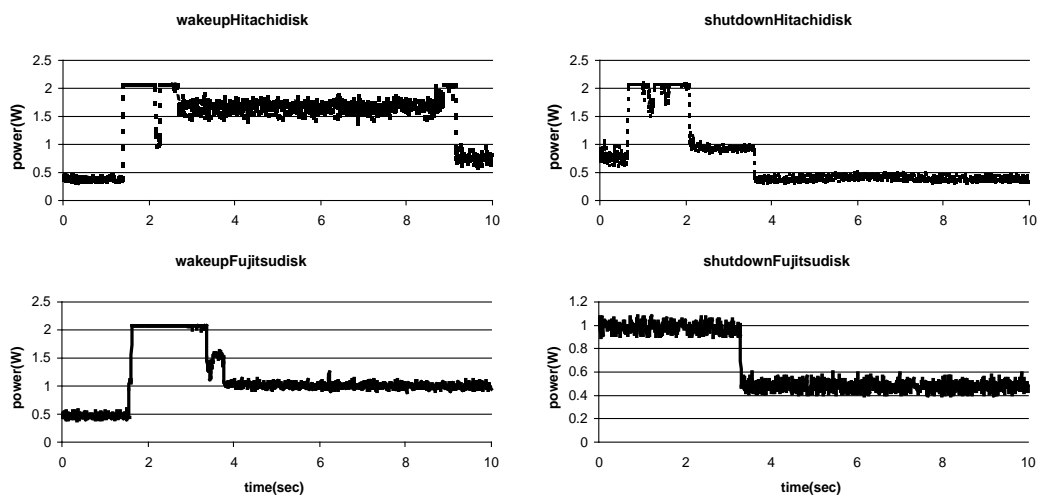 wakeupHitachidisk
2.5
2
1.5
1
0.5
0
power(W)
0 2 4 6 8 10
shutdownHitachidisk
2.5
2
1.5
1
0.5
0
power(W)
0 2 4 6 8 10
wakeupFujitsudisk
2.5
2
1.5
1
0.5
0
power(W)
0 2 4 6 8 10
time(sec)
shutdownFujitsudisk
1.2
1
0.8
0.6
0.4
0.2
0
power(W)
0 2 4 6 8 10
time(sec)